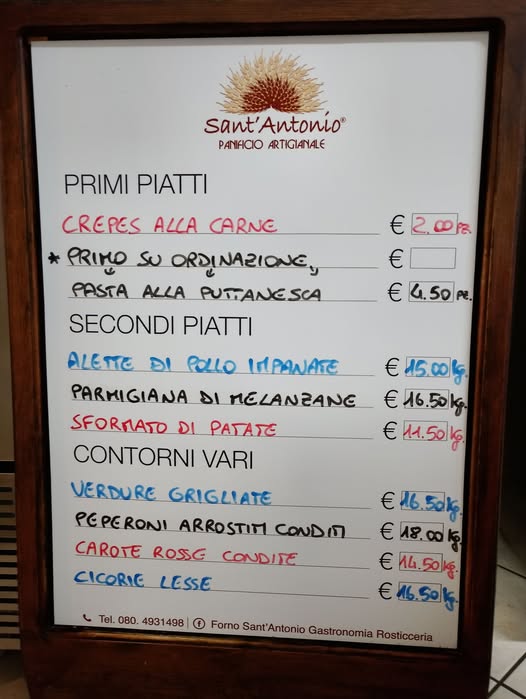 Sant'Antonio®
PANIFICIO ARTIGIANALE
PRIMI PIATTI
CREPES ALLA CARNE € 2.00 PZ.
* PRIMO SU ORDINAZIONE €
PASTA ALLA PUTTANESCA € 4.50 PZ.
SECONDI PIATTI
ALETTE DI POLLO IMPANATE € 15.00 Kg.
PARMIGIANA DI MELANZANE € 16.50 Kg.
SFORMATO DI PATATE € 11.50 Kg.
CONTORNI VARI
VERDURE GRIGLIATE € 16.50 Kg.
PEPERONI ARROSTITI CONDITI € 18.00 Kg.
CAROTE ROSSE CONDITE € 14.50 Kg.
CICORIE LESSE € 16.50 Kg.
Tel. 080. 4931498 | Forno Sant'Antonio Gastronomia Rosticceria